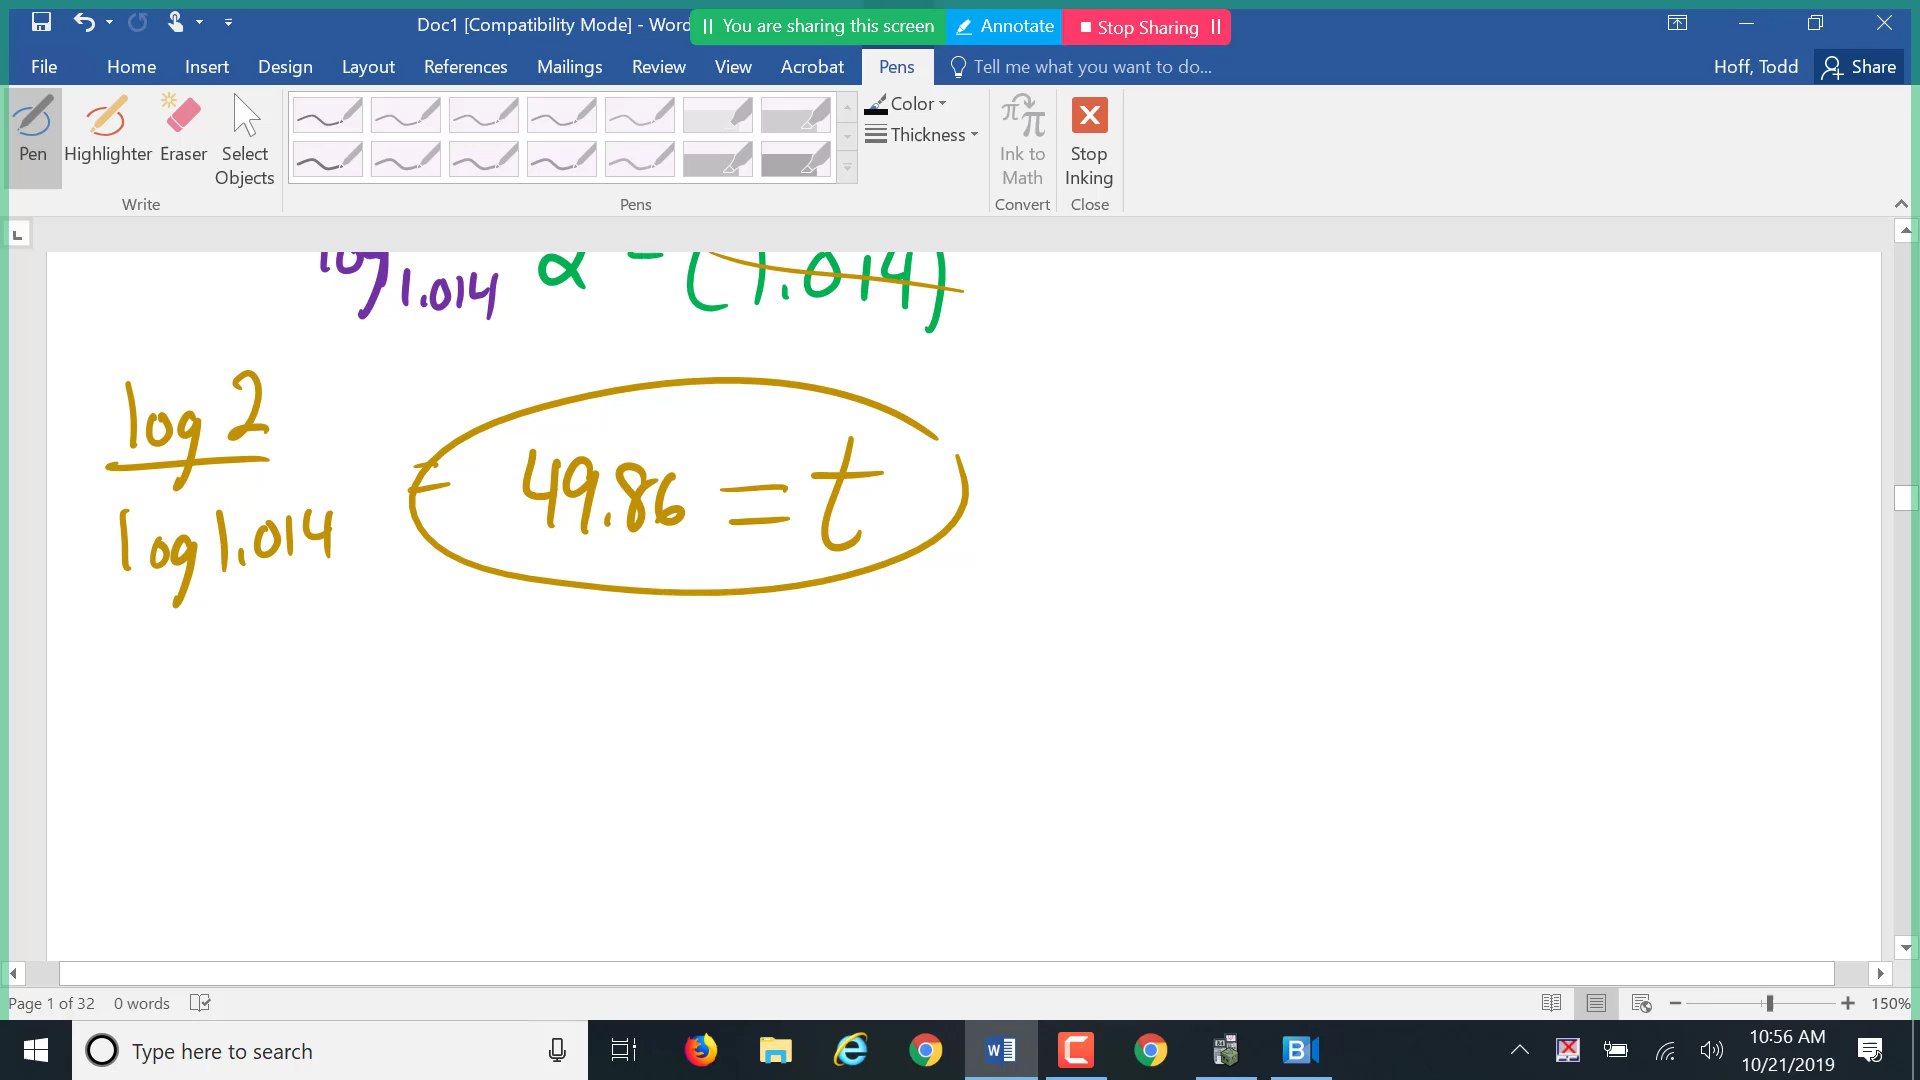 Doc1 [Compatibility Mode] - Word
You are sharing this screen
Annotate
Stop Sharing
File Home Insert Design Layout References Mailings Review View Acrobat Pens Tell me what you want to do... Hoff, Todd Share
Pen Highlighter Eraser Select Objects
Color
Thickness
Ink to Math
Stop Inking
Write Pens Convert Close
log 1.014 2 = (1.014)
log 2
= 49.86 = t
log 1.014
Page 1 of 32 0 words 150%
Type here to search
10:56 AM
10/21/2019